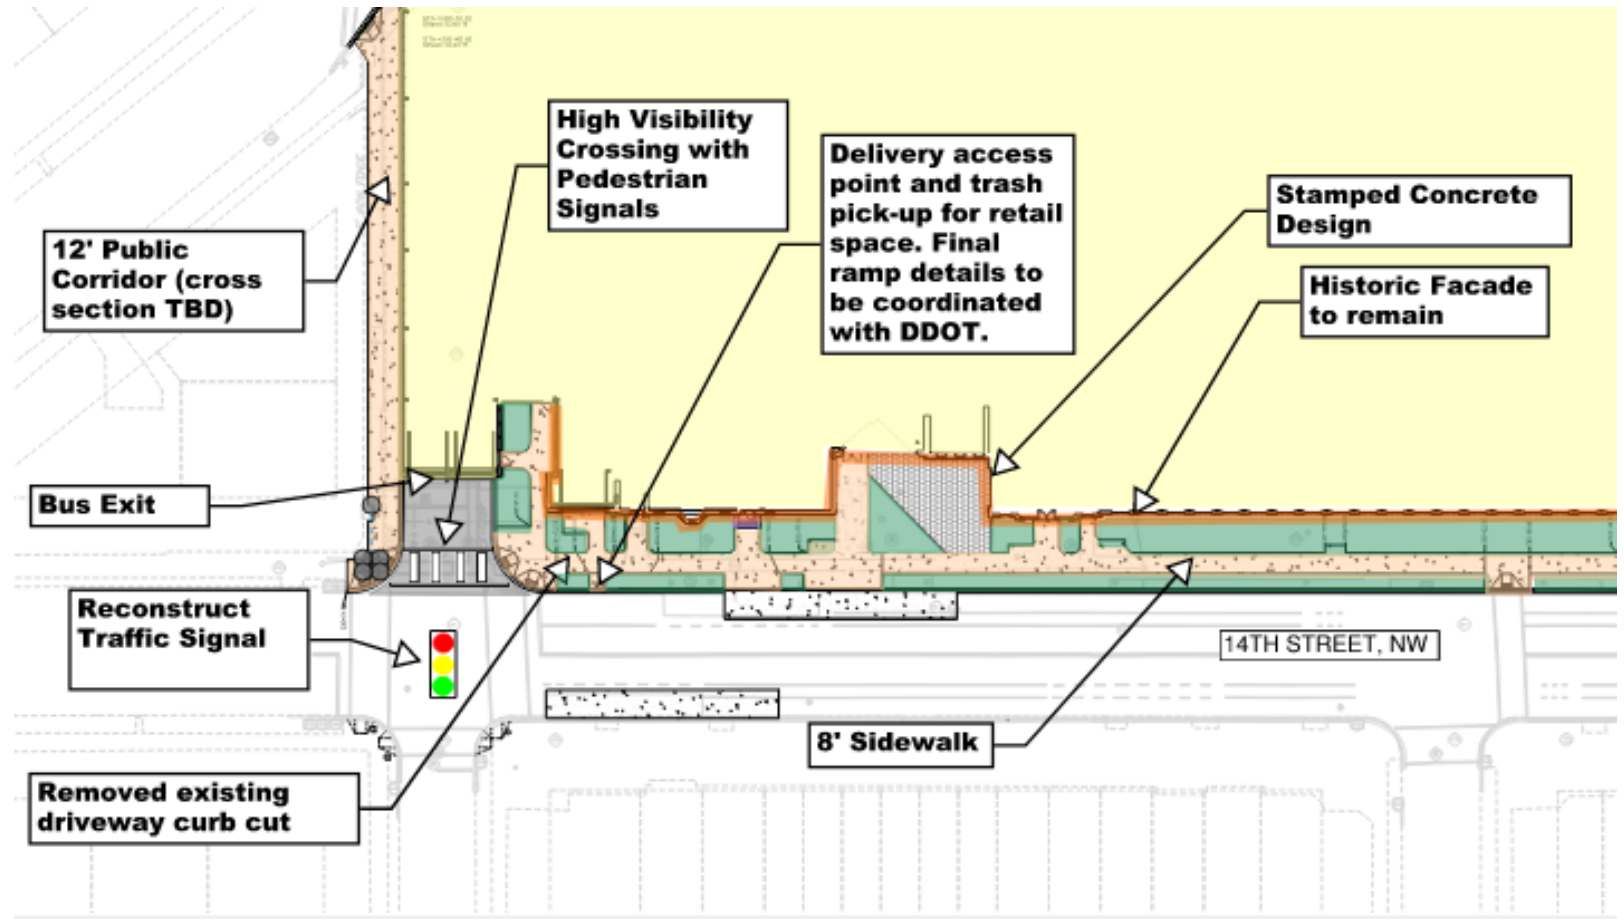 High Visibility
Crossing with
Pedestrian
Signals
Delivery access
point and trash
pick-up for retail
space. Final
ramp details to
be coordinated
with DDOT.
Stamped Concrete
Design
12' Public
Corridor (cross
section TBD)
Historic Facade
to remain
Bus Exit
Reconstruct
Traffic Signal
14TH STREET, NW
8' Sidewalk
Removed existing
driveway curb cut